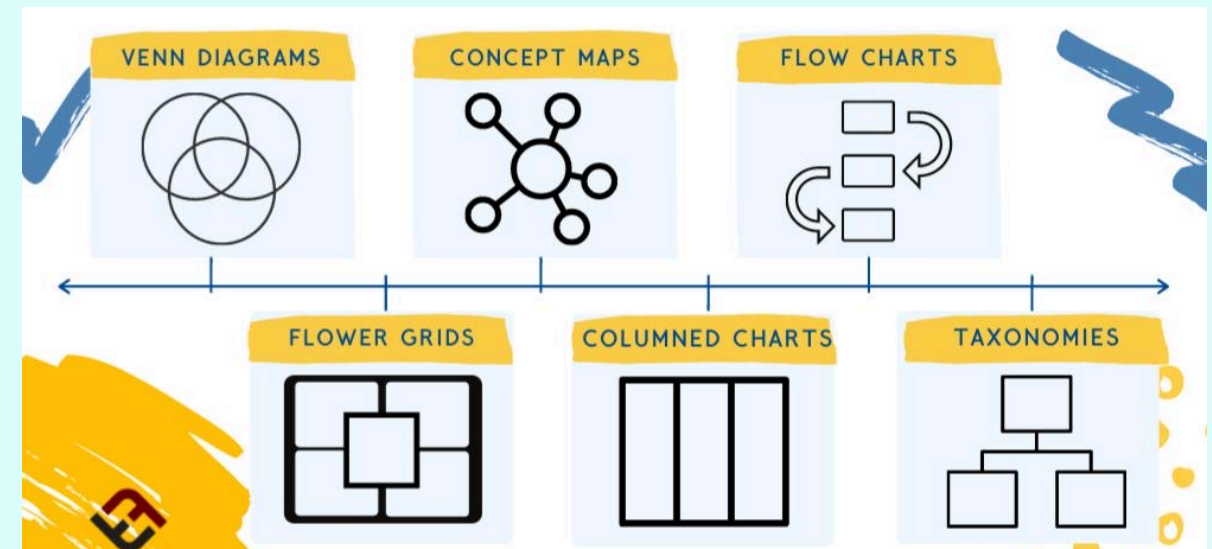 VENN DIAGRAMS
CONCEPT MAPS
FLOW CHARTS
FLOWER GRIDS
COLUMNED CHARTS
TAXONOMIES